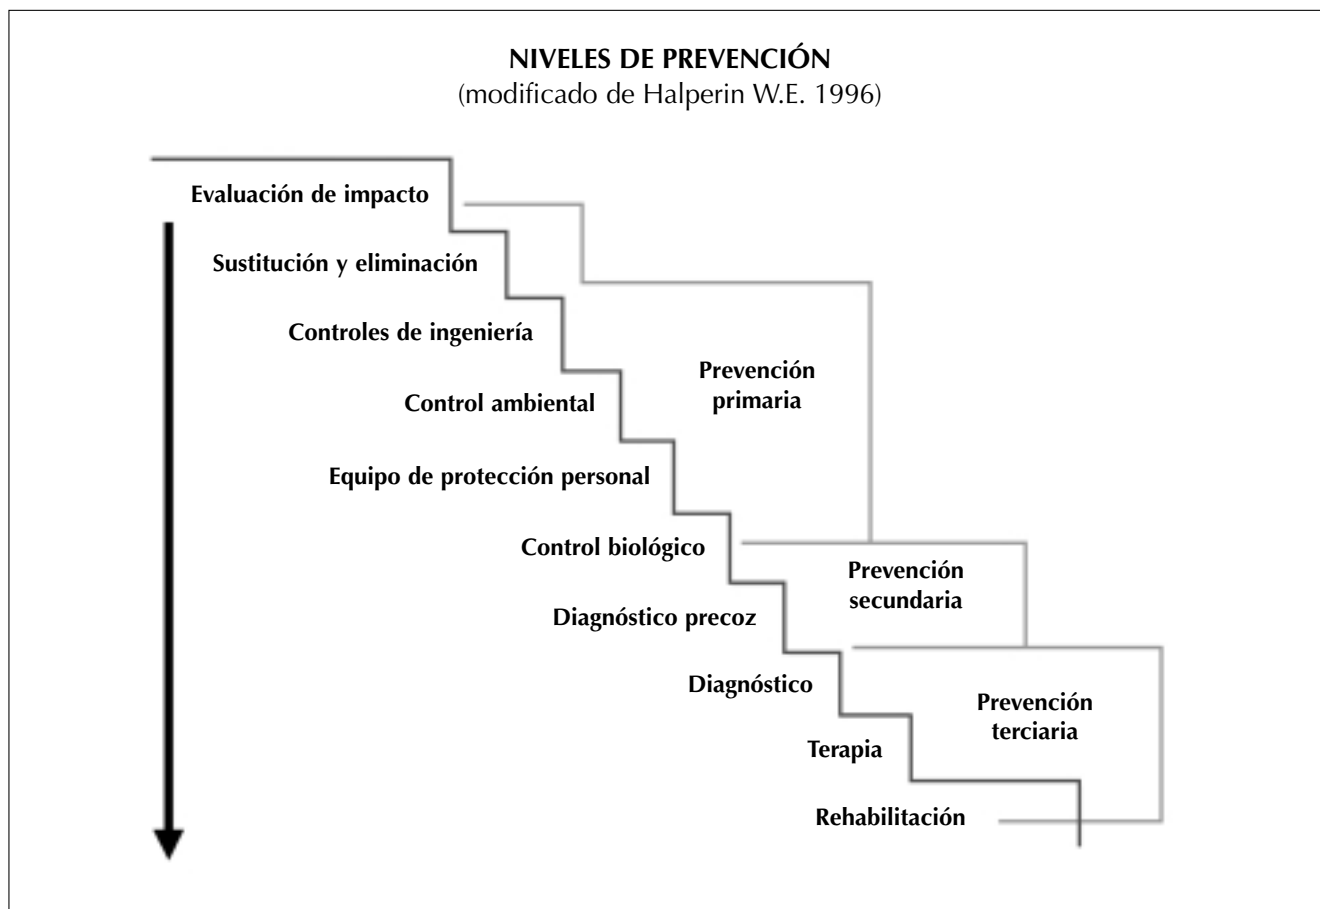 NIVELES DE PREVENCIÓN
(modificado de Halperin W.E. 1996)
Evaluación de impacto
Sustitución y eliminación
Controles de ingeniería
Prevención
primaria
Control ambiental
Equipo de protección personal
Control biológico
Prevención
secundaria
Diagnóstico precoz
Diagnóstico
Prevención
terciaria
Terapia
Rehabilitación